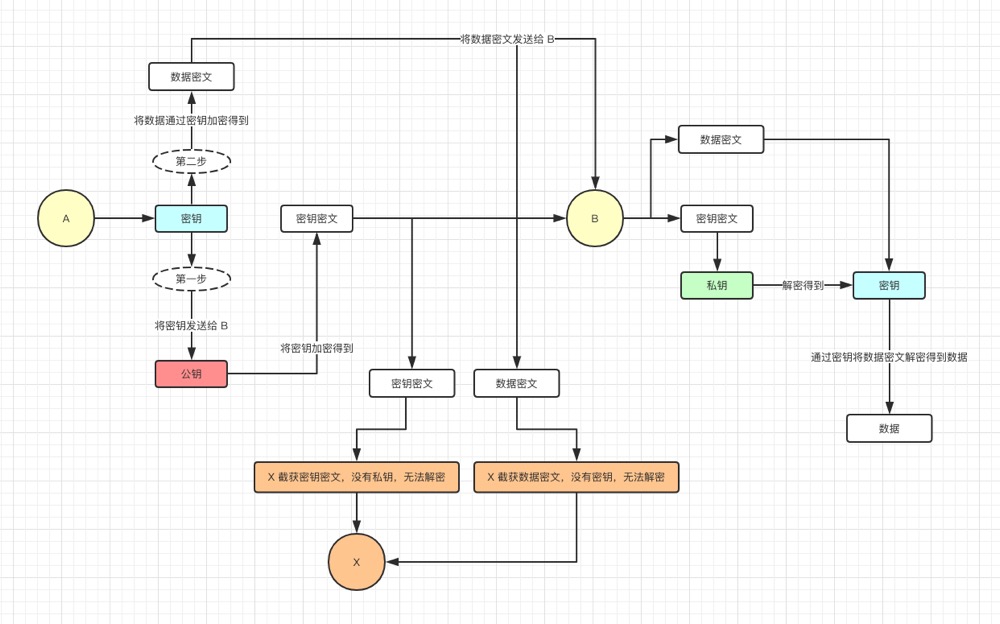 将数据密文发送给 B
数据密文
将数据通过密钥加密得到
数据密文
第二步
A
密钥
密钥密文
B
密钥密文
第一步
私钥
解密得到
密钥
将密钥发送给 B
将密钥加密得到
通过密钥将数据密文解密得到数据
公钥
密钥密文
数据密文
数据
X 截获密钥密文，没有私钥，无法解密
X 截获数据密文，没有密钥，无法解密
X